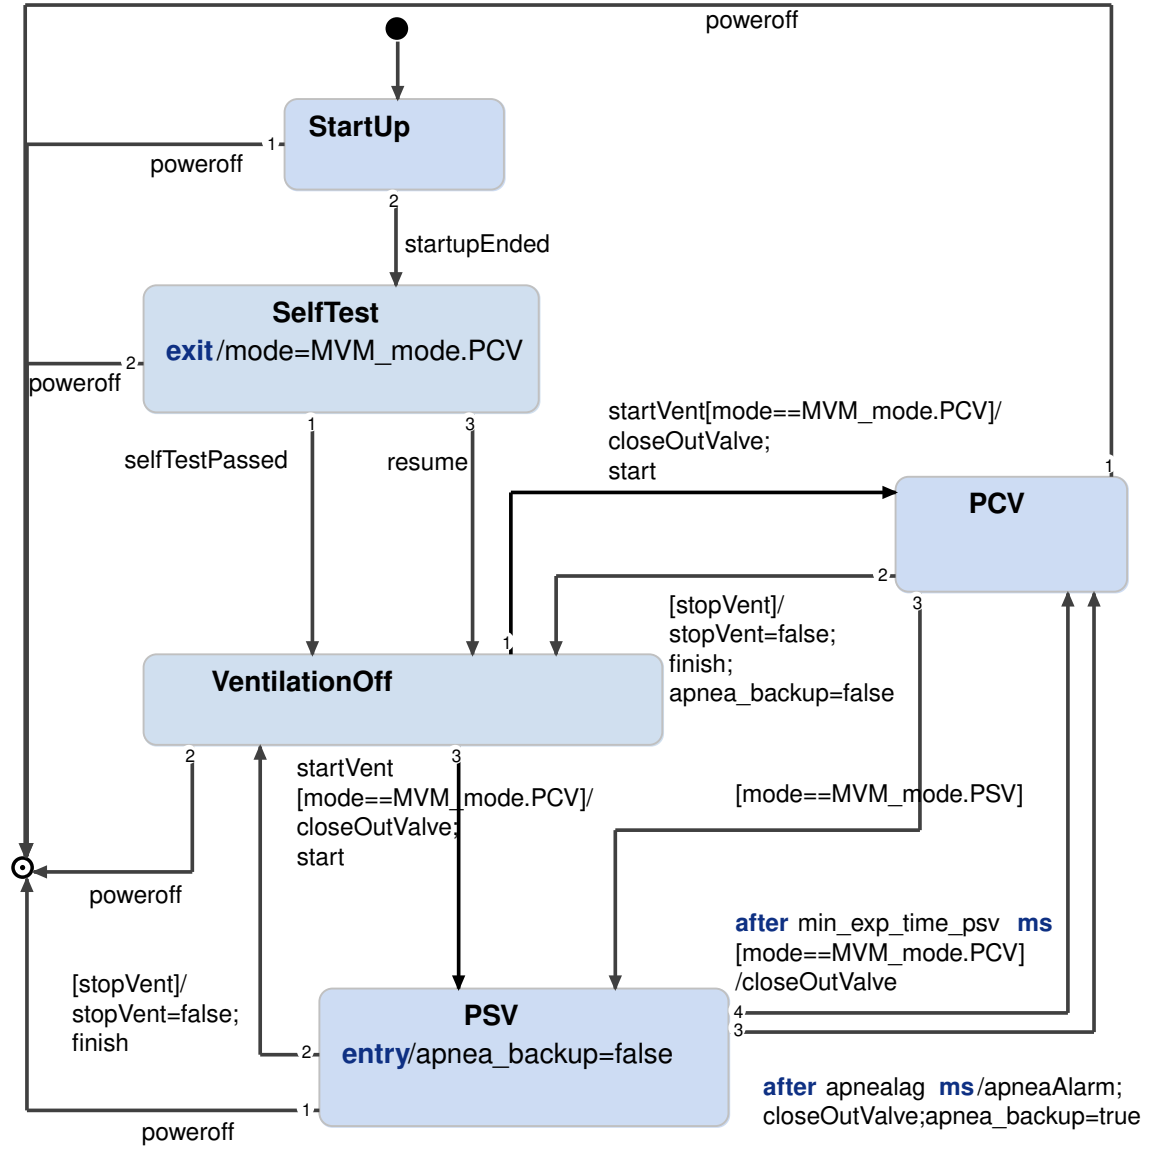 poweroff
StartUp
1
poweroff
2
startupEnded
SelfTest
exit/mode=MVM_mode.PCV
2
poweroff
1
3
selfTestPassed
resume
startVent[mode==MVM_mode.PCV]/
closeOutValve;
start
1
PCV
2
3
[stopVent]/
stopVent=false;
finish;
apnea_backup=false
1
VentilationOff
2
3
startVent
[mode==MVM_mode.PCV]/
closeOutValve;
start
[mode==MVM_mode.PSV]
poweroff
after min_exp_time_psv ms
[mode==MVM_mode.PCV]
/closeOutValve
[stopVent]/
stopVent=false;
finish
PSV
entry/apnea_backup=false
4
3
2
1
after apnealag ms/apneaAlarm;
closeOutValve;apnea_backup=true
poweroff